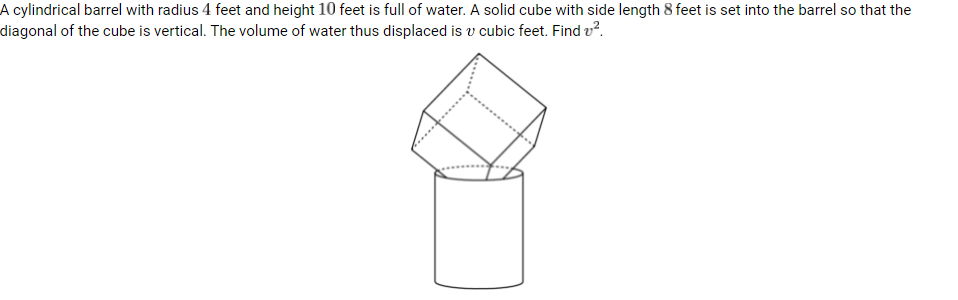 A cylindrical barrel with radius 4 feet and height 10 feet is full of water. A solid cube with side length 8 feet is set into the barrel so that the
diagonal of the cube is vertical. The volume of water thus displaced is v cubic feet. Find v².